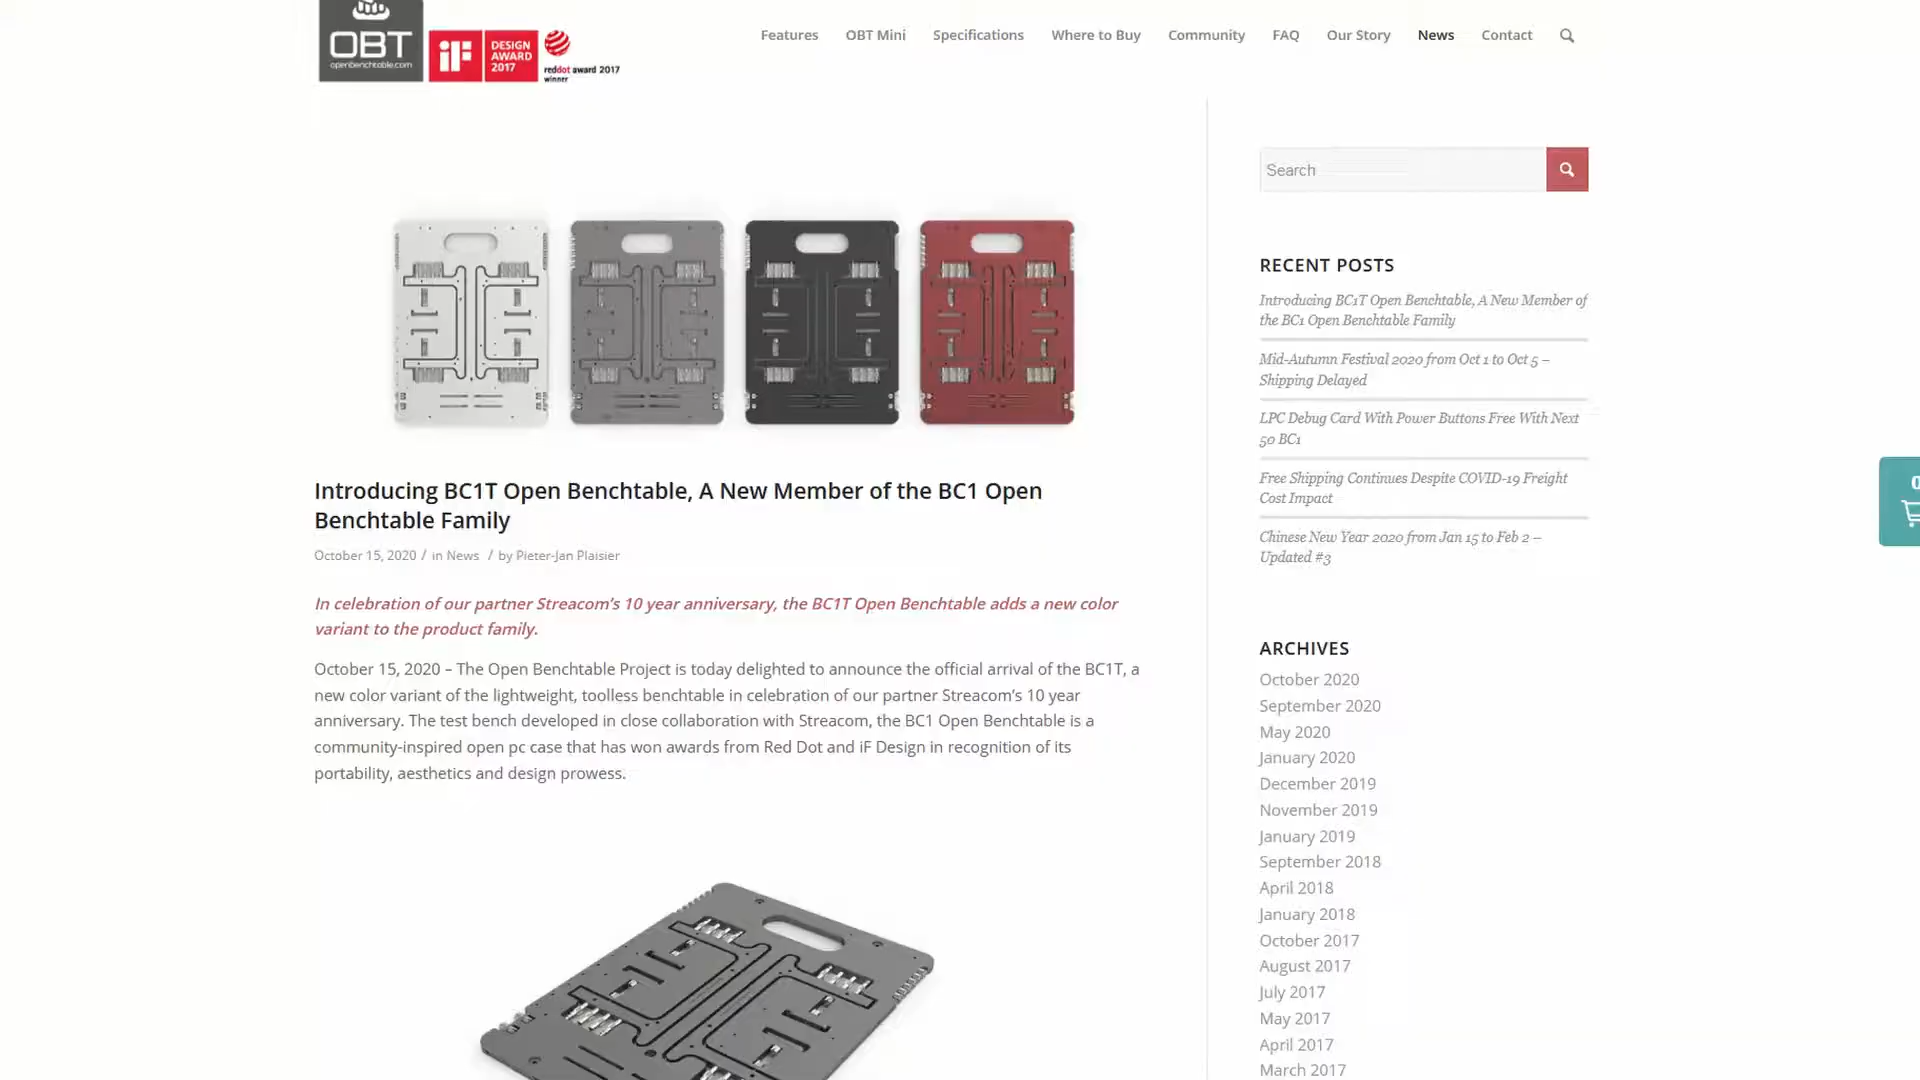 OBT
openbenchtable.com
iF
DESIGN
AWARD
2017
reddot award 2017
winner
Features
OBT Mini
Specifications
Where to Buy
Community
FAQ
Our Story
News
Contact
Search
Introducing BC1T Open Benchtable, A New Member of the BC1 Open
Benchtable Family
October 15, 2020 / in News / by Pieter-Jan Plaisier
In celebration of our partner Streacom’s 10 year anniversary, the BC1T Open Benchtable adds a new color
variant to the product family.
October 15, 2020 – The Open Benchtable Project is today delighted to announce the official arrival of the BC1T, a
new color variant of the lightweight, toolless benchtable in celebration of our partner Streacom’s 10 year
anniversary. The test bench developed in close collaboration with Streacom, the BC1 Open Benchtable is a
community-inspired open pc case that has won awards from Red Dot and iF Design in recognition of its
portability, aesthetics and design prowess.
RECENT POSTS
Introducing BC1T Open Benchtable, A New Member of
the BC1 Open Benchtable Family
Mid-Autumn Festival 2020 from Oct 1 to Oct 5 –
Shipping Delayed
LPC Debug Card With Power Buttons Free With Next
50 BC1
Free Shipping Continues Despite COVID-19 Freight
Cost Impact
Chinese New Year 2020 from Jan 15 to Feb 2 –
Updated #3
ARCHIVES
October 2020
September 2020
May 2020
January 2020
December 2019
November 2019
January 2019
September 2018
April 2018
January 2018
October 2017
August 2017
July 2017
May 2017
April 2017
March 2017
0